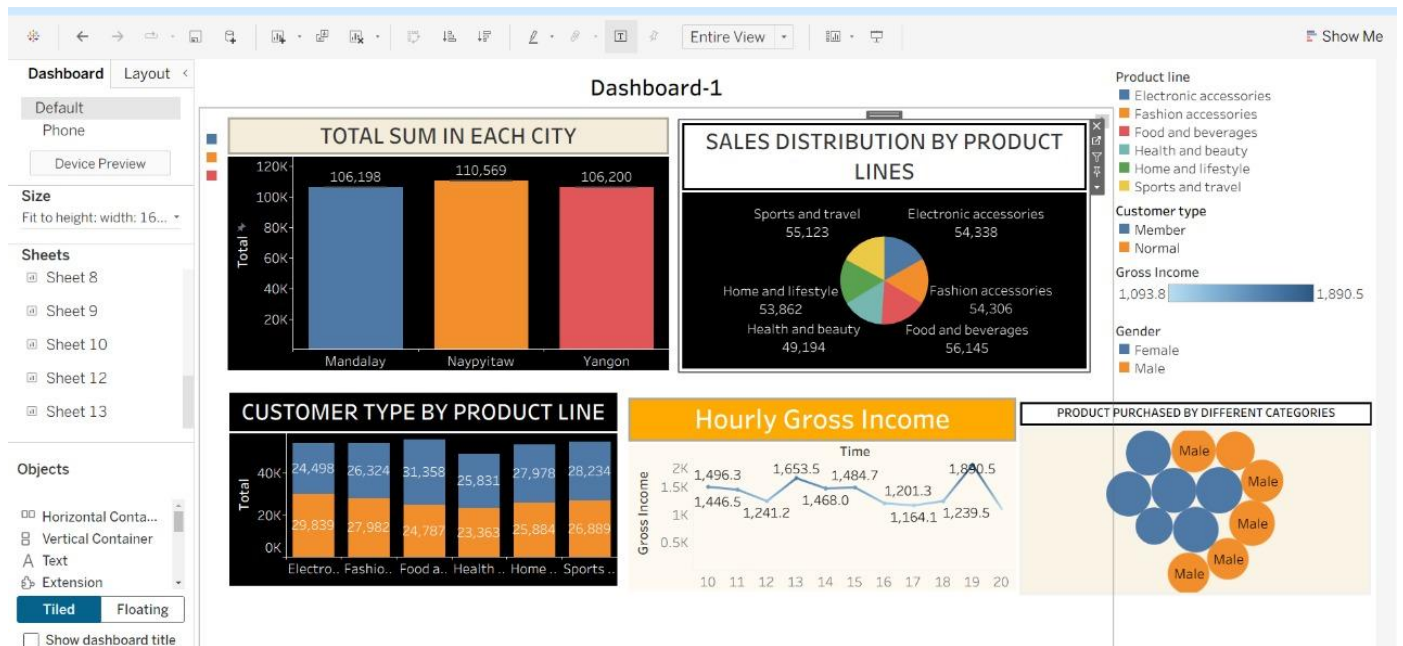 Entire View
Show Me
Dashboard Layout
Default
Phone
Device Preview
Size
Fit to height: width: 16...
Sheets
Sheet 8
Sheet 9
Sheet 10
Sheet 12
Sheet 13
Objects
Horizontal Conta...
Vertical Container
A Text
Extension
Tiled Floating
Show dashboard title
Dashboard-1
TOTAL SUM IN EACH CITY
120K
100K
80K
60K
40K
20K
Total
106,198 110,569 106,200
Mandalay Naypyitaw Yangon
SALES DISTRIBUTION BY PRODUCT
LINES
Sports and travel
55,123
Electronic accessories
54,338
Home and lifestyle
53,862
Fashion accessories
54,306
Health and beauty
49,194
Food and beverages
56,145
CUSTOMER TYPE BY PRODUCT LINE
Total
40K
20K
0K
24,498 26,324 31,358 25,831 27,978 28,234
29,839 27,982 24,787 23,363 25,884 26,889
Electro.. Fashio.. Food a.. Health .. Home .. Sports ..
Hourly Gross Income
Time
Gross Income
2K
1.5K
1K
0.5K
1,496.3 1,653.5 1,484.7 1,201.3 1,890.5
1,446.5 1,241.2 1,468.0 1,164.1 1,239.5
10 11 12 13 14 15 16 17 18 19 20
PRODUCT PURCHASED BY DIFFERENT CATEGORIES
Male
Male
Male
Male
Male
Product line
Electronic accessories
Fashion accessories
Food and beverages
Health and beauty
Home and lifestyle
Sports and travel
Customer type
Member
Normal
Gross Income
1,093.8 1,890.5
Gender
Female
Male